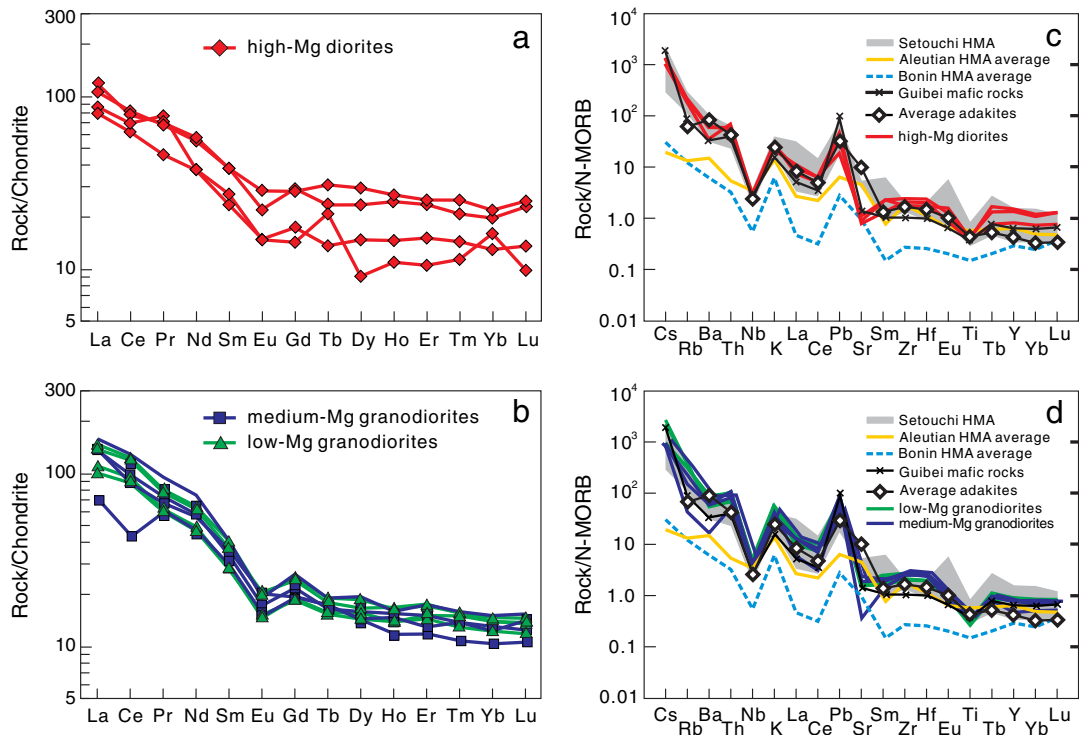 a
high-Mg diorites
Rock/Chondrite
300
100
10
5
La Ce Pr Nd Sm Eu Gd Tb Dy Ho Er Tm Yb Lu
b
medium-Mg granodiorites
low-Mg granodiorites
Rock/Chondrite
300
100
10
5
La Ce Pr Nd Sm Eu Gd Tb Dy Ho Er Tm Yb Lu
c
Setouchi HMA
Aleutian HMA average
Bonin HMA average
Guibei mafic rocks
Average adakites
high-Mg diorites
Rock/N-MORB
10⁴
10³
10²
10
1.0
0.1
0.01
Cs Ba Nb La Pb Sm Hf Ti Y Lu
Rb Th K Ce Sr Zr Eu Tb Yb
d
Setouchi HMA
Aleutian HMA average
Bonin HMA average
Guibei mafic rocks
Average adakites
low-Mg granodiorites
medium-Mg granodiorites
Rock/N-MORB
10⁴
10³
10²
10
1.0
0.1
0.01
Cs Ba Nb La Pb Sm Hf Ti Y Lu
Rb Th K Ce Sr Zr Eu Tb Yb